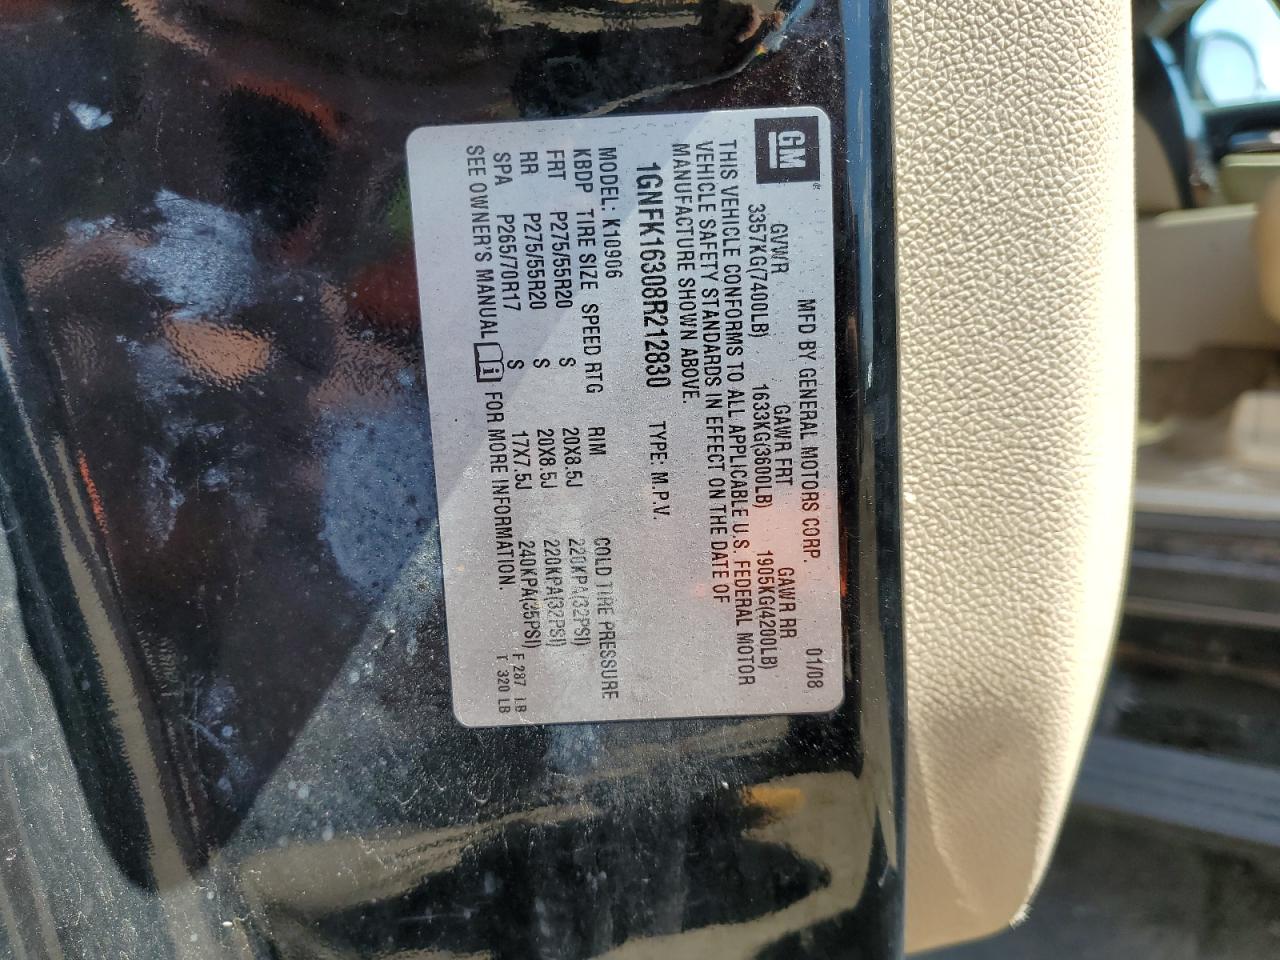 GM
MFD BY GENERAL MOTORS CORP. 01/08
GVWR GAWR FRT GAWR RR
3357KG(7400LB) 1633KG(3600LB) 1905KG(4200LB)
THIS VEHICLE CONFORMS TO ALL APPLICABLE U.S. FEDERAL MOTOR
VEHICLE SAFETY STANDARDS IN EFFECT ON THE DATE OF
MANUFACTURE SHOWN ABOVE.
1GNFK16308R212830 TYPE: M.P.V.
MODEL: K10906
KBDP TIRE SIZE SPEED RTG RIM COLD TIRE PRESSURE
FRT P275/55R20 S 20X8.5J 220KPA(32PSI)
RR P275/55R20 S 20X8.5J 220KPA(32PSI)
SPA P265/70R17 S 17X7.5J 240KPA(35PSI) F 287 LB
SEE OWNER'S MANUAL i FOR MORE INFORMATION. T 320 LB